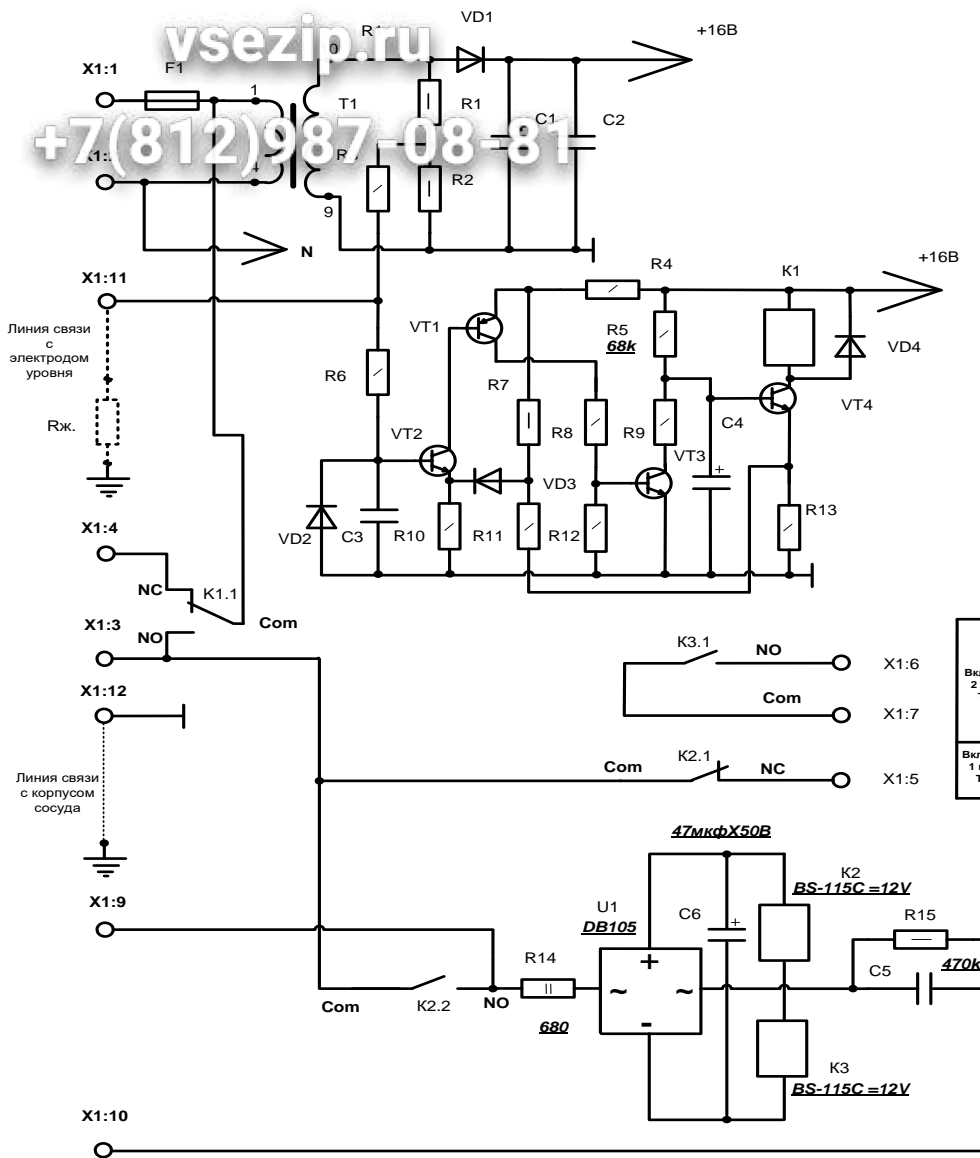 vsezip.ru
+7(812)987-08-81
VD1
+16В
X1:1
F1
1
T1
R1
C1
C2
R2
4
9
N
X1:11
R4
K1
+16В
Линия связи
с
электродом
уровня
VT1
R5
68k
VD4
R6
R7
VT4
Rж.
R8
R9
C4
VT2
VT3
VD3
VD2
C3
R10
R11
R12
R13
X1:4
NC
K1.1
Com
X1:3
NO
X1:12
K3.1
NO
X1:6
Com
X1:7
Линия связи
с корпусом
сосуда
Com
K2.1
NC
X1:5
2
1
47мкфX50В
X1:9
U1
DB105
C6
+
K2
BS-115C =12V
R14
R15
C5
+
~
~
-
Com
K2.2
NO
680
K3
BS-115C =12V
X1:10